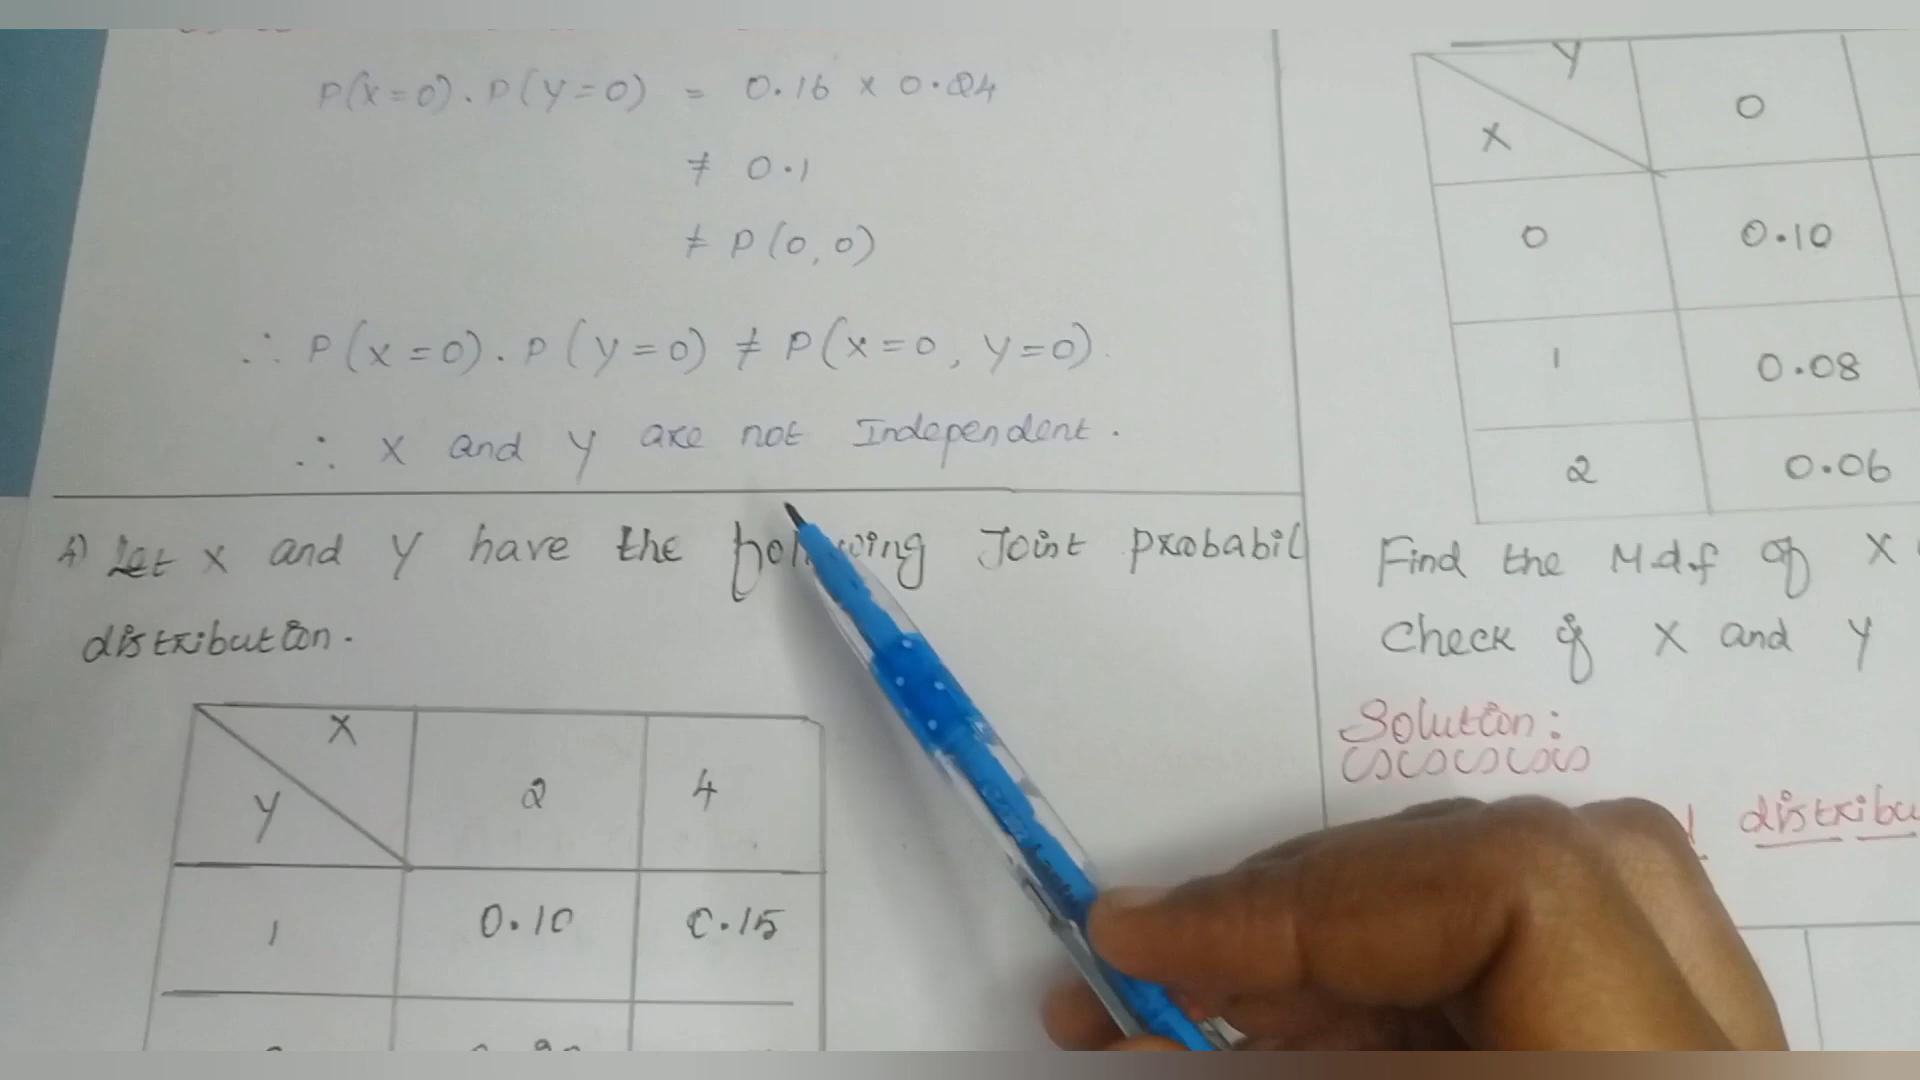 P(x=0).P(y=0) = 0.16 x 0.24
≠ 0.1
≠ P(0,0)
∴ P(x=0).P(y=0) ≠ P(x=0, y=0).
∴ x and y are not Independent.
4) Let x and y have the following Joint Probabil
distribution.
x
y
2
4
1
0.10
0.15
y
x
0
0
0.10
1
0.08
2
0.06
Find the M.d.f of x
Check if x and y
Solution:
distribu